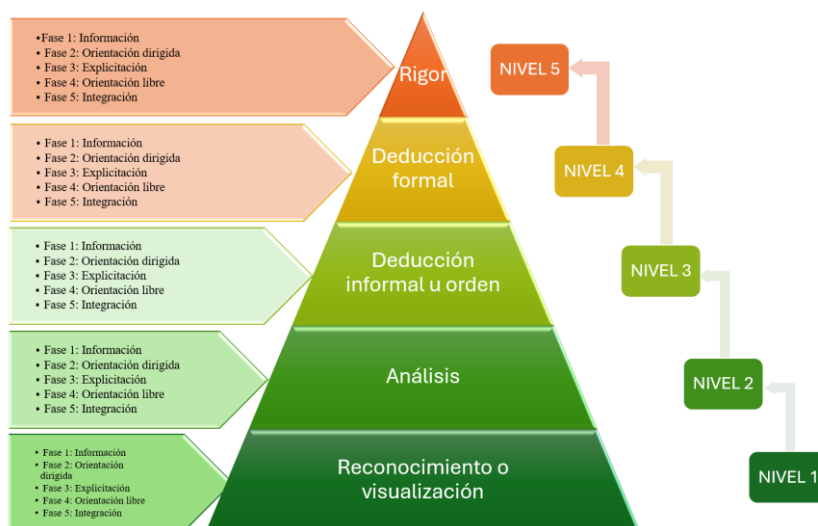 •Fase 1: Información
• Fase 2: Orientación dirigida
• Fase 3: Explicitación
• Fase 4: Orientación libre
• Fase 5: Integración
Rigor
NIVEL 5
• Fase 1: Información
• Fase 2: Orientación dirigida
• Fase 3: Explicitación
• Fase 4: Orientación libre
• Fase 5: Integración
Deducción
formal
NIVEL 4
• Fase 1: Información
• Fase 2: Orientación dirigida
• Fase 3: Explicitación
• Fase 4: Orientación libre
• Fase 5: Integración
Deducción
informal u orden
NIVEL 3
• Fase 1: Información
• Fase 2: Orientación dirigida
• Fase 3: Explicitación
• Fase 4: Orientación libre
• Fase 5: Integración
Análisis
NIVEL 2
• Fase 1: Información
• Fase 2: Orientación
dirigida
• Fase 3: Explicitación
• Fase 4: Orientación libre
• Fase 5: Integración
Reconocimiento o
visualización
NIVEL 1